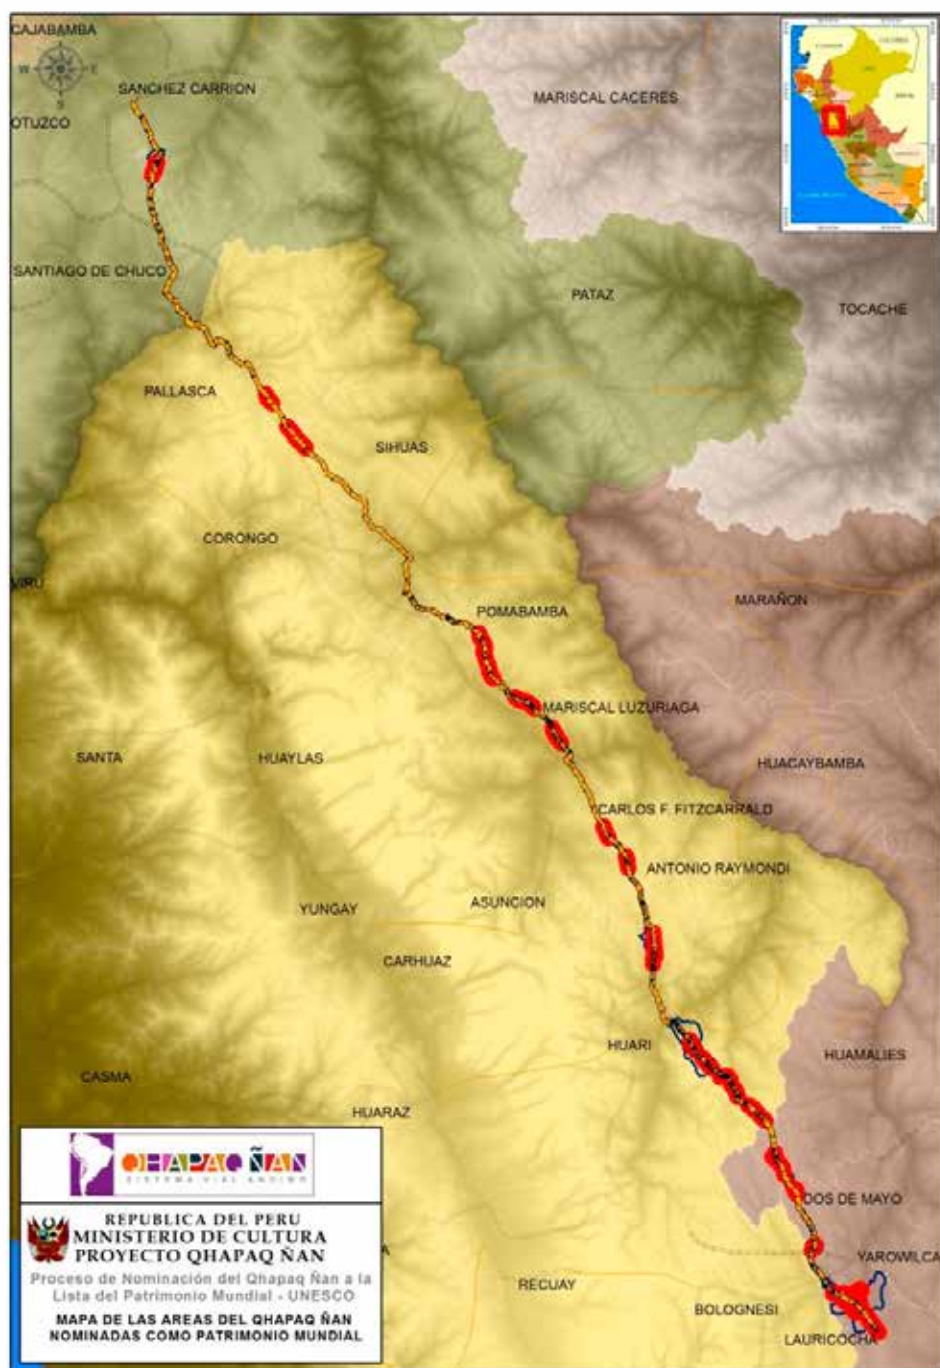 CAJABAMBA
W
E
S
SANCHEZ CARRION
MARISCAL CACERES
OTUZCO
SANTIAGO DE CHUCO
PATAZ
TOCACHE
PALLASCA
SIHUAS
CORONGO
VIRU
POMABAMBA
MARAÑON
MARISCAL LUZURIAGA
SANTA
HUAYLAS
HUACAYBAMBA
CARLOS F. FITZCARRALD
ANTONIO RAYMONDI
ASUNCION
YUNGAY
CARHUAZ
HUARI
HUAMALIES
CASMA
HUARAZ
DOS DE MAYO
YAROWILCA
RECUAY
BOLOGNESI
LAURICOCHA
QHAPAQ ÑAN
SISTEMA VIAL ANDINO
REPUBLICA DEL PERU
MINISTERIO DE CULTURA
PROYECTO QHAPAQ ÑAN
Proceso de Nominación del Qhapaq Ñan a la
Lista del Patrimonio Mundial - UNESCO
MAPA DE LAS AREAS DEL QHAPAQ ÑAN
NOMINADAS COMO PATRIMONIO MUNDIAL